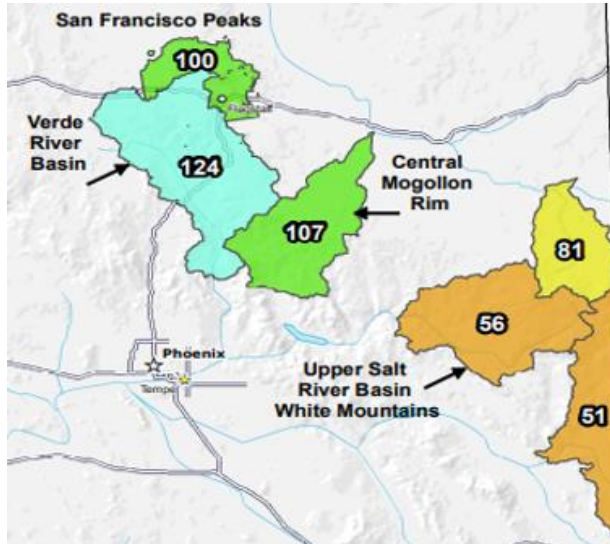 San Francisco Peaks
100
Flagstaff
Verde
River
Basin
124
Central
Mogollon
Rim
107
81
56
Phoenix
Upper Salt
River Basin
White Mountains
51